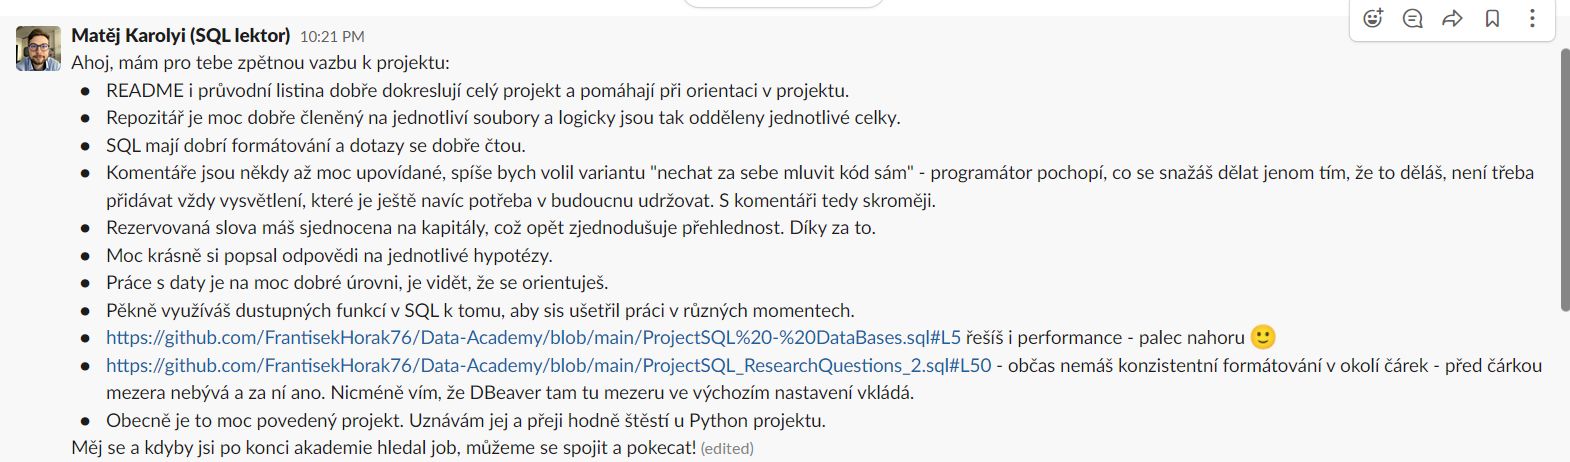 Matěj Karolyi (SQL lektor) 10:21 PM
Ahoj, mám pro tebe zpětnou vazbu k projektu:
● README i průvodní listina dobře dokreslují celý projekt a pomáhají při orientaci v projektu.
● Repozitář je moc dobře členěný na jednotliví soubory a logicky jsou tak odděleny jednotlivé celky.
● SQL mají dobrí formátování a dotazy se dobře čtou.
● Komentáře jsou někdy až moc upovídané, spíše bych volil variantu "nechat za sebe mluvit kód sám" - programátor pochopí, co se snažáš dělat jenom tím, že to děláš, není třeba
přidávat vždy vysvětlení, které je ještě navíc potřeba v budoucnu udržovat. S komentáři tedy skroměji.
● Rezervovaná slova máš sjednocena na kapitály, což opět zjednodušuje přehlednost. Díky za to.
● Moc krásně si popsal odpovědi na jednotlivé hypotézy.
● Práce s daty je na moc dobré úrovni, je vidět, že se orientuješ.
● Pěkně využíváš dustupných funkcí v SQL k tomu, aby sis ušetřil práci v různých momentech.
● https://github.com/FrantisekHorak76/Data-Academy/blob/main/ProjectSQL%20-%20DataBases.sql#L5 řešíš i performance - palec nahoru 🙂
● https://github.com/FrantisekHorak76/Data-Academy/blob/main/ProjectSQL_ResearchQuestions_2.sql#L50 - občas nemáš konzistentní formátování v okolí čárek - před čárkou
mezera nebývá a za ní ano. Nicméně vím, že DBeaver tam tu mezeru ve výchozím nastavení vkládá.
● Obecně je to moc povedený projekt. Uznávám jej a přeji hodně štěstí u Python projektu.
Měj se a kdyby jsi po konci akademie hledal job, můžeme se spojit a pokecat! (edited)